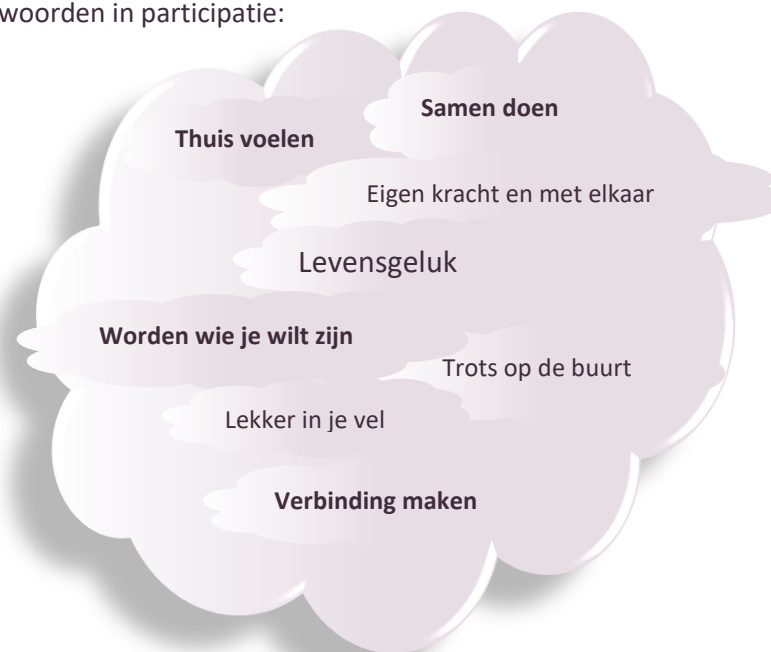 woorden in participatie:
Samen doen
Thuis voelen
Eigen kracht en met elkaar
Levensgeluk
Worden wie je wilt zijn
Trots op de buurt
Lekker in je vel
Verbinding maken